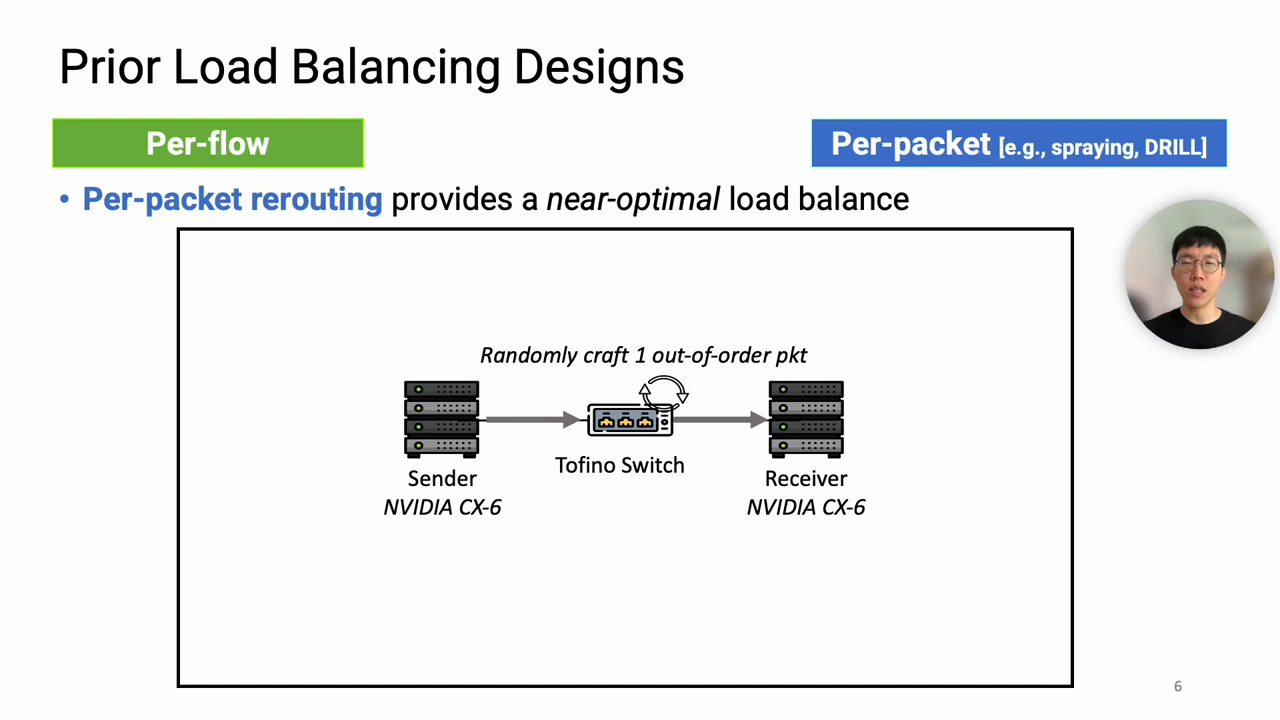 Prior Load Balancing Designs
Per-flow
Per-packet [e.g., spraying, DRILL]
• Per-packet rerouting provides a near-optimal load balance
Randomly craft 1 out-of-order pkt
Sender
NVIDIA CX-6
Tofino Switch
Receiver
NVIDIA CX-6
6